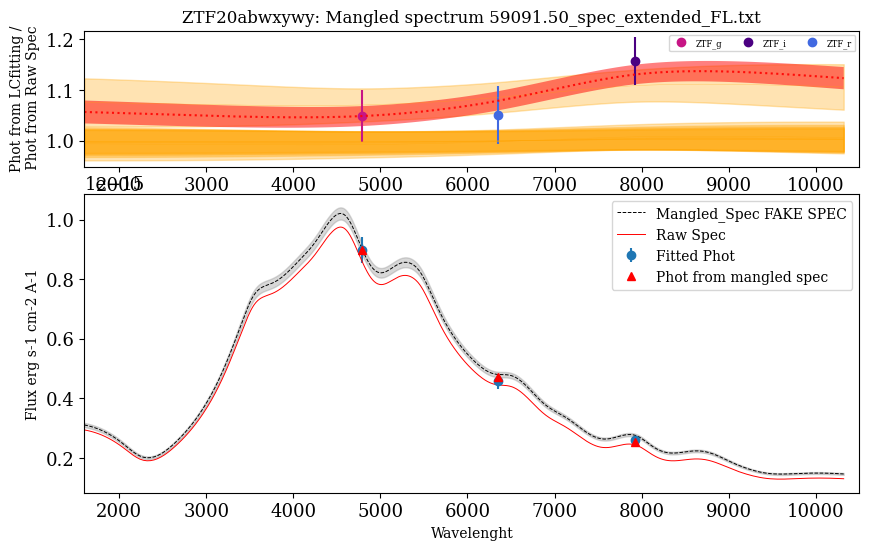 ZTF20abwxywy: Mangled spectrum 59091.50_spec_extended_FL.txt
Phot from LCfitting /
Phot from Raw Spec
1.2
1.1
1.0
ZTF_g ZTF_i ZTF_r
2000 3000 4000 5000 6000 7000 8000 9000 10000
1e−15
Flux erg s-1 cm-2 A-1
1.0
0.8
0.6
0.4
0.2
Mangled_Spec FAKE SPEC
Raw Spec
Fitted Phot
Phot from mangled spec
2000 3000 4000 5000 6000 7000 8000 9000 10000
Wavelenght